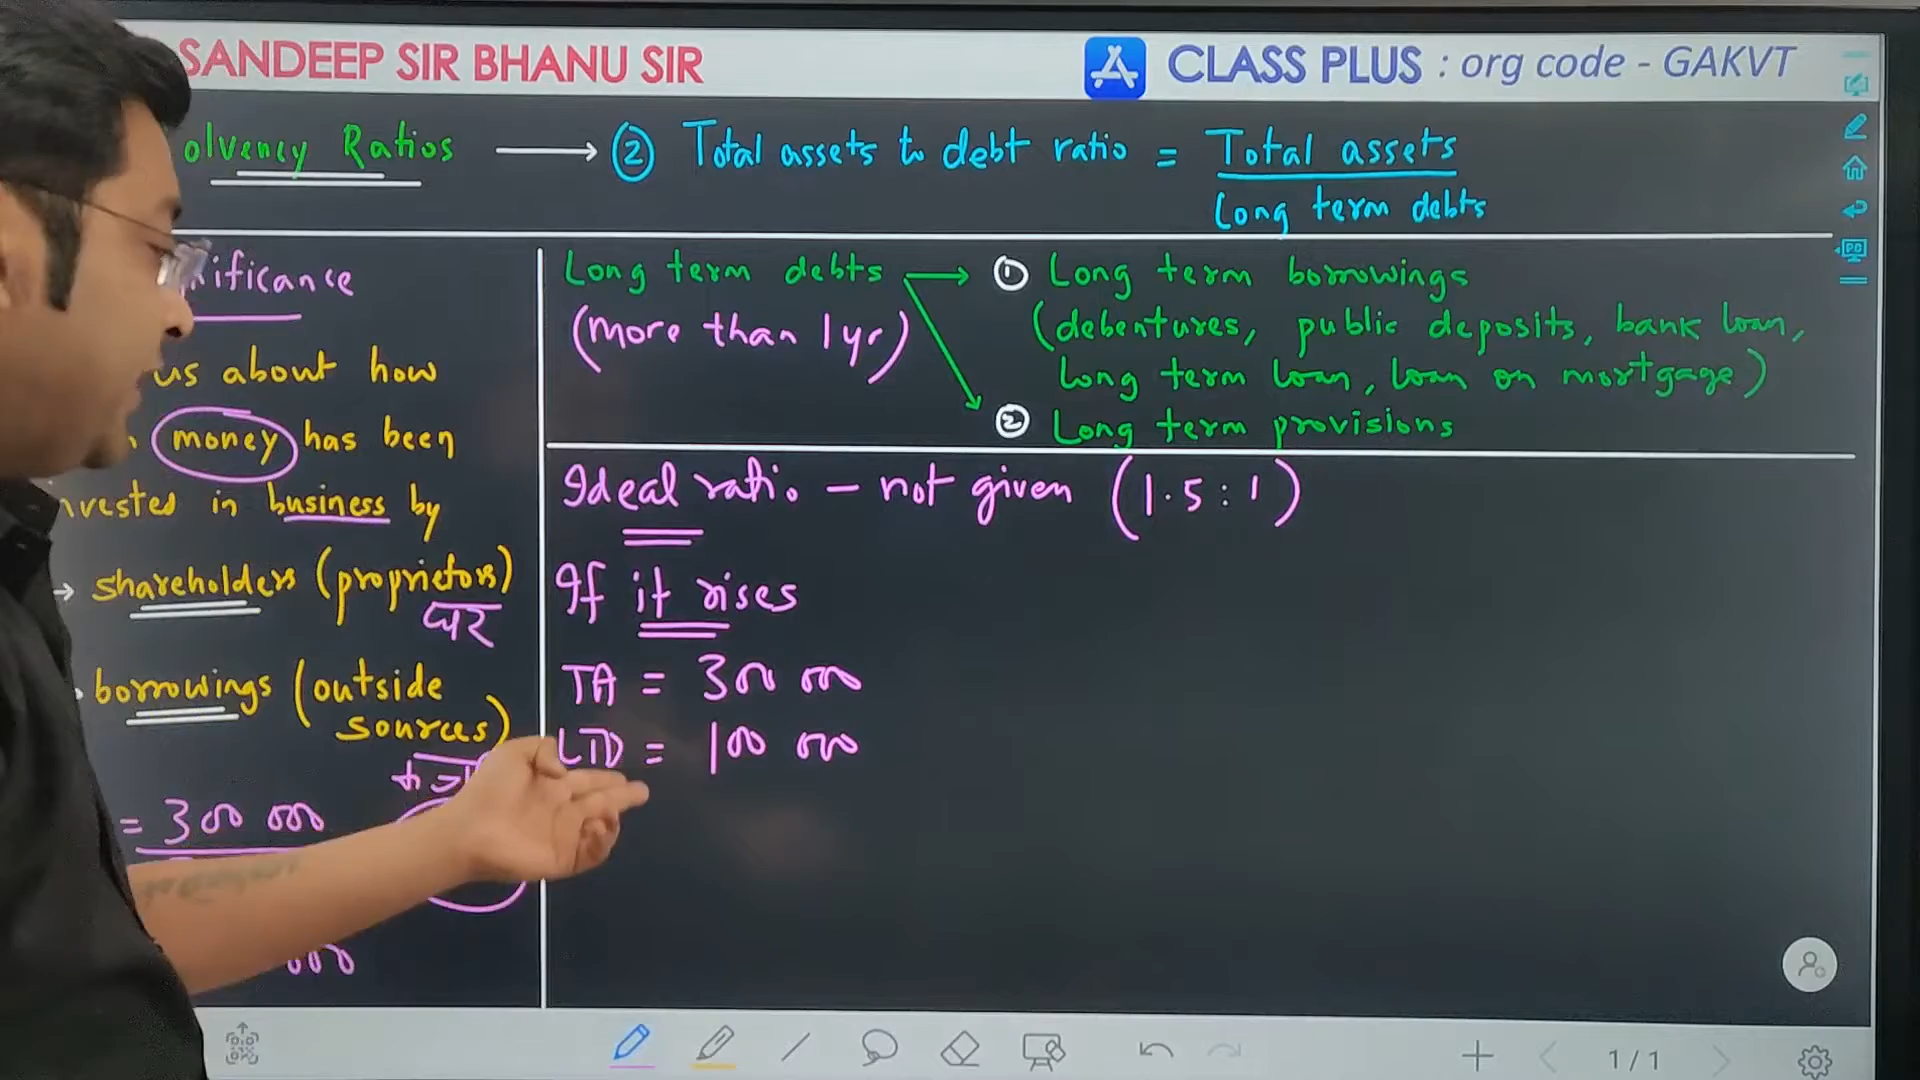 SANDEEP SIR BHANU SIR
CLASS PLUS : org code - GAKVT
olvency Ratios → ② Total assets to debt ratio = Total assets
Long term debts
ificance
us about how
money has been
nvested in business by
→ shareholders (proprietors)
घर
borrowings (outside
sources)
= 300 000
000
Long term debts → ① Long term borrowings
(more than 1yr)
(debentures, public deposits, bank loan,
Long term loan, loan on mortgage)
② Long term provisions
Ideal ratio - not given (1.5:1)
If it rises
TA = 300 000
LTD = 100 000
1/1